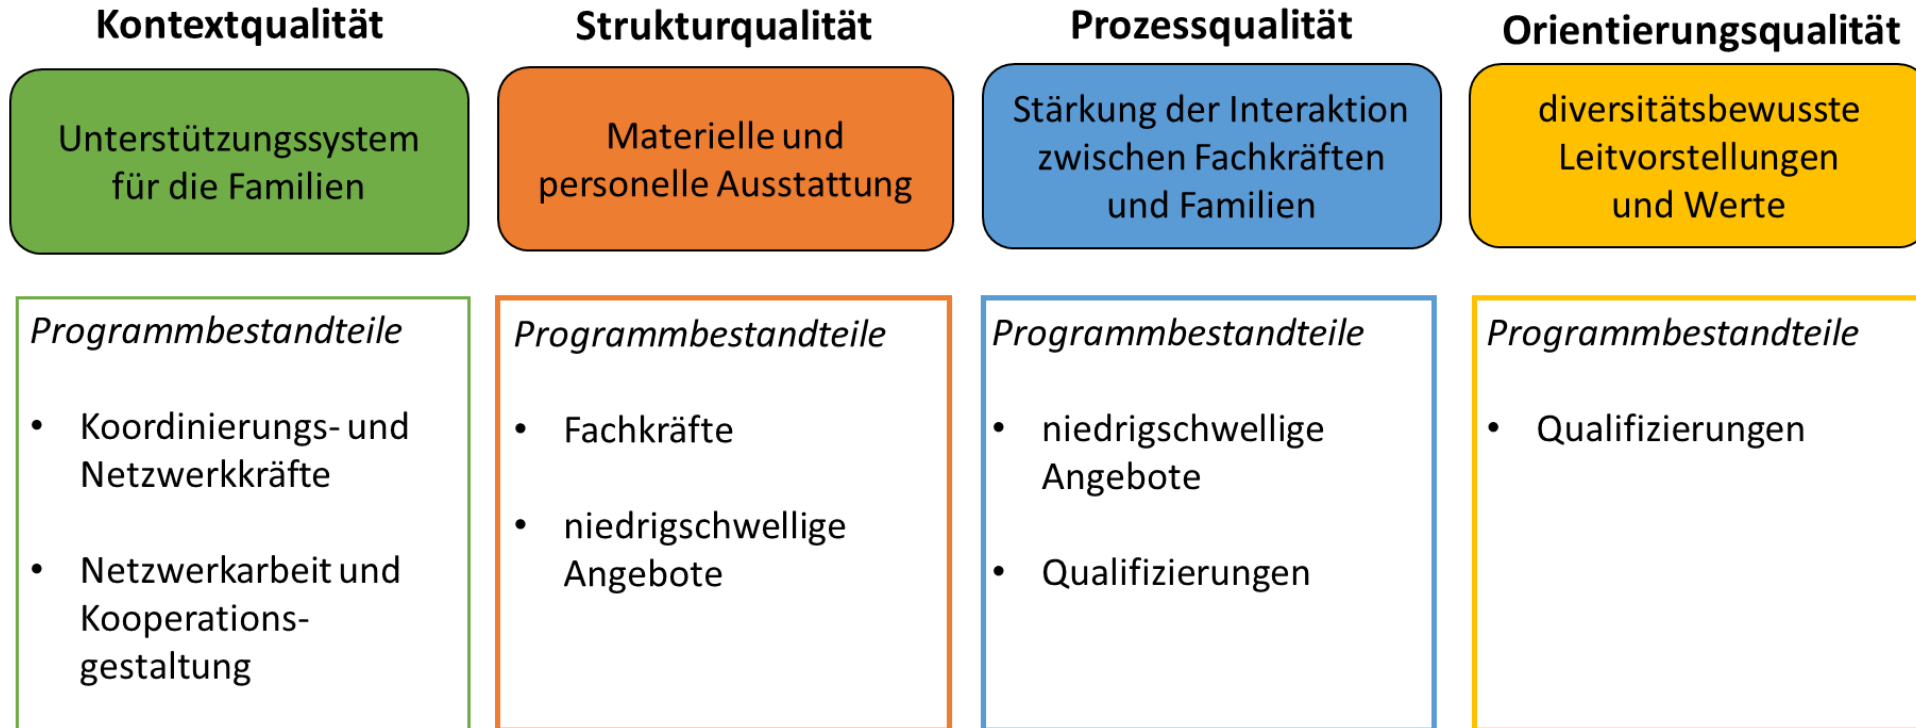 Kontextqualität
Unterstützungssystem
für die Familien
Programmbestandteile
• Koordinierungs- und
Netzwerkkräfte
• Netzwerkarbeit und
Kooperations-
gestaltung
Strukturqualität
Materielle und
personelle Ausstattung
Programmbestandteile
• Fachkräfte
• niedrigschwellige
Angebote
Prozessqualität
Stärkung der Interaktion
zwischen Fachkräften
und Familien
Programmbestandteile
• niedrigschwellige
Angebote
• Qualifizierungen
Orientierungsqualität
diversitätsbewusste
Leitvorstellungen
und Werte
Programmbestandteile
• Qualifizierungen